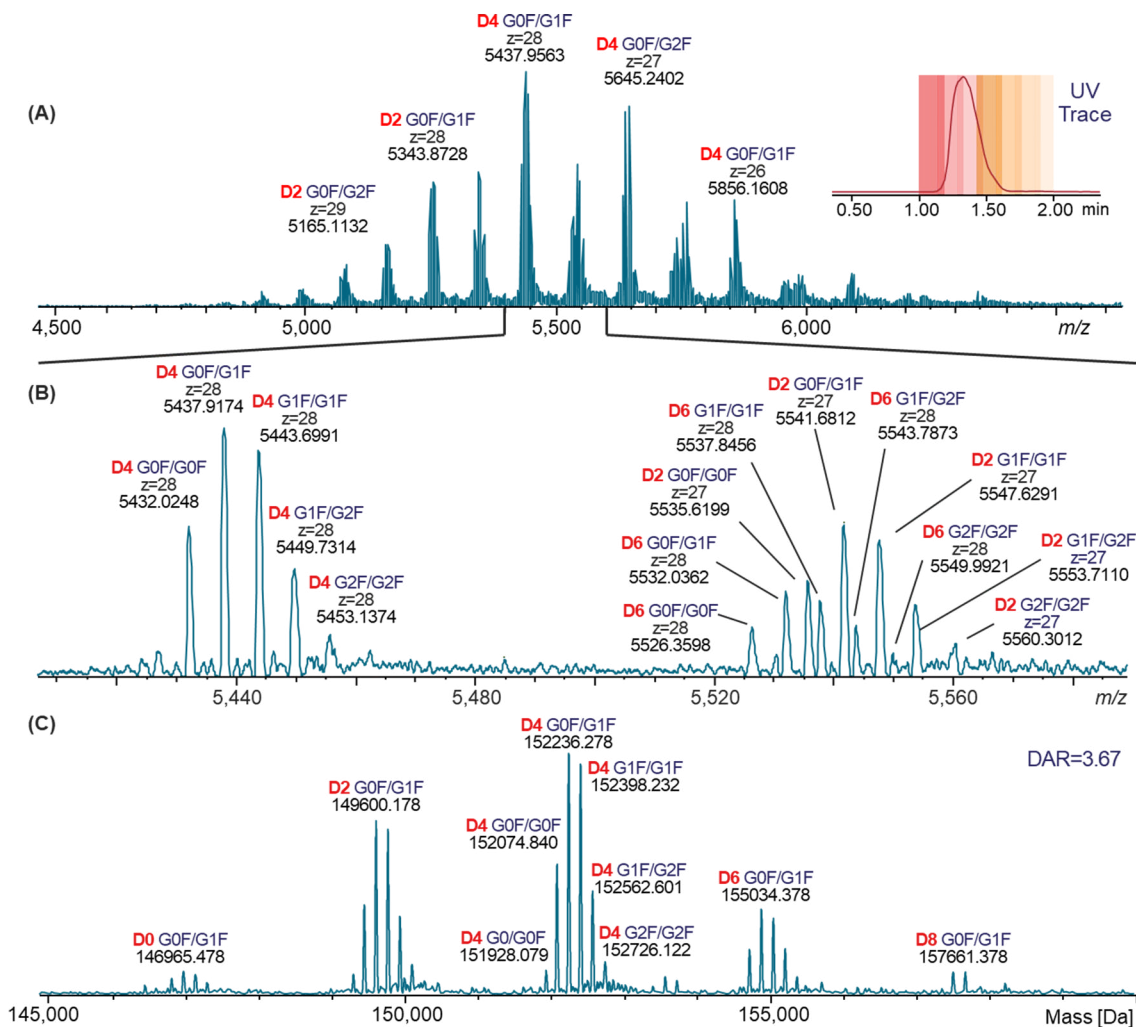 (A)
D4 G0F/G1F
z=28
5437.9563
D4 G0F/G2F
z=27
5645.2402
D2 G0F/G1F
z=28
5343.8728
D2 G0F/G2F
z=29
5165.1132
D4 G0F/G1F
z=26
5856.1608
UV
Trace
0.50 1.00 1.50 2.00 min
4,500 5,000 5,500 6,000 m/z
(B)
D4 G0F/G1F
z=28
5437.9174
D4 G1F/G1F
z=28
5443.6991
D4 G0F/G0F
z=28
5432.0248
D4 G1F/G2F
z=28
5449.7314
D4 G2F/G2F
z=28
5453.1374
D2 G0F/G1F
z=27
5541.6812
D6 G1F/G1F
z=28
5537.8456
D6 G1F/G2F
z=28
5543.7873
D2 G0F/G0F
z=27
5535.6199
D2 G1F/G1F
z=27
5547.6291
D6 G0F/G1F
z=28
5532.0362
D6 G2F/G2F
z=28
5549.9921
D2 G1F/G2F
z=27
5553.7110
D6 G0F/G0F
z=28
5526.3598
D2 G2F/G2F
z=27
5560.3012
5,440 5,480 5,520 5,560 m/z
(C)
D4 G0F/G1F
152236.278
DAR=3.67
D4 G1F/G1F
152398.232
D2 G0F/G1F
149600.178
D4 G0F/G0F
152074.840
D4 G1F/G2F
152562.601
D6 G0F/G1F
155034.378
D0 G0F/G1F
146965.478
D4 G0/G0F
151928.079
D4 G2F/G2F
152726.122
D8 G0F/G1F
157661.378
145,000 150,000 155,000 Mass [Da]